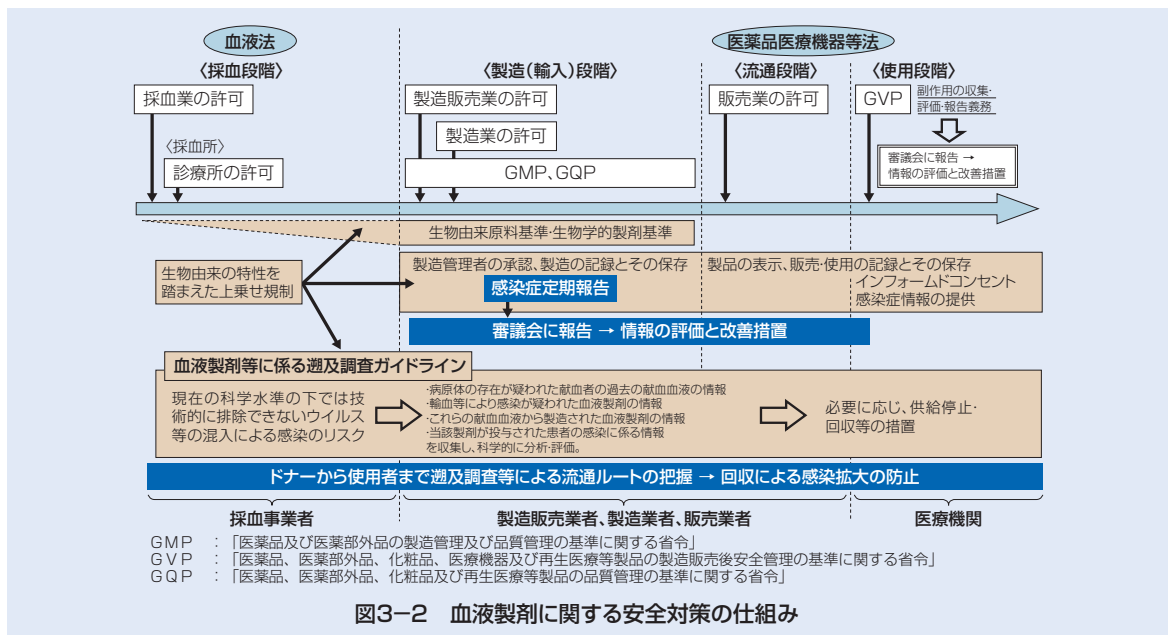 血液法
医薬品医療機器等法
〈採血段階〉
〈製造(輸入)段階〉
〈流通段階〉
〈使用段階〉
採血業の許可
製造販売業の許可
販売業の許可
GVP
副作用の収集・
評価・報告義務
製造業の許可
〈採血所〉
診療所の許可
GMP、GQP
審議会に報告 →
情報の評価と改善措置
生物由来原料基準・生物学的製剤基準
生物由来の特性を
踏まえた上乗せ規制
製造管理者の承認、製造の記録とその保存
製品の表示、販売・使用の記録とその保存
インフォームドコンセント
感染症情報の提供
感染症定期報告
審議会に報告 → 情報の評価と改善措置
血液製剤等に係る遡及調査ガイドライン
現在の科学水準の下では技
術的に排除できないウイルス
等の混入による感染のリスク
・病原体の存在が疑われた献血者の過去の献血血液の情報
・輸血等により感染が疑われた血液製剤の情報
・これらの献血血液から製造された血液製剤の情報
・当該製剤が投与された患者の感染に係る情報
を収集し、科学的に分析・評価。
必要に応じ、供給停止・
回収等の措置
ドナーから使用者まで遡及調査等による流通ルートの把握 → 回収による感染拡大の防止
採血事業者
製造販売業者、製造業者、販売業者
医療機関
GMP :「医薬品及び医薬部外品の製造管理及び品質管理の基準に関する省令」
GVP :「医薬品、医薬部外品、化粧品、医療機器及び再生医療等製品の製造販売後安全管理の基準に関する省令」
GQP :「医薬品、医薬部外品、化粧品及び再生医療等製品の品質管理の基準に関する省令」
図3−2 血液製剤に関する安全対策の仕組み